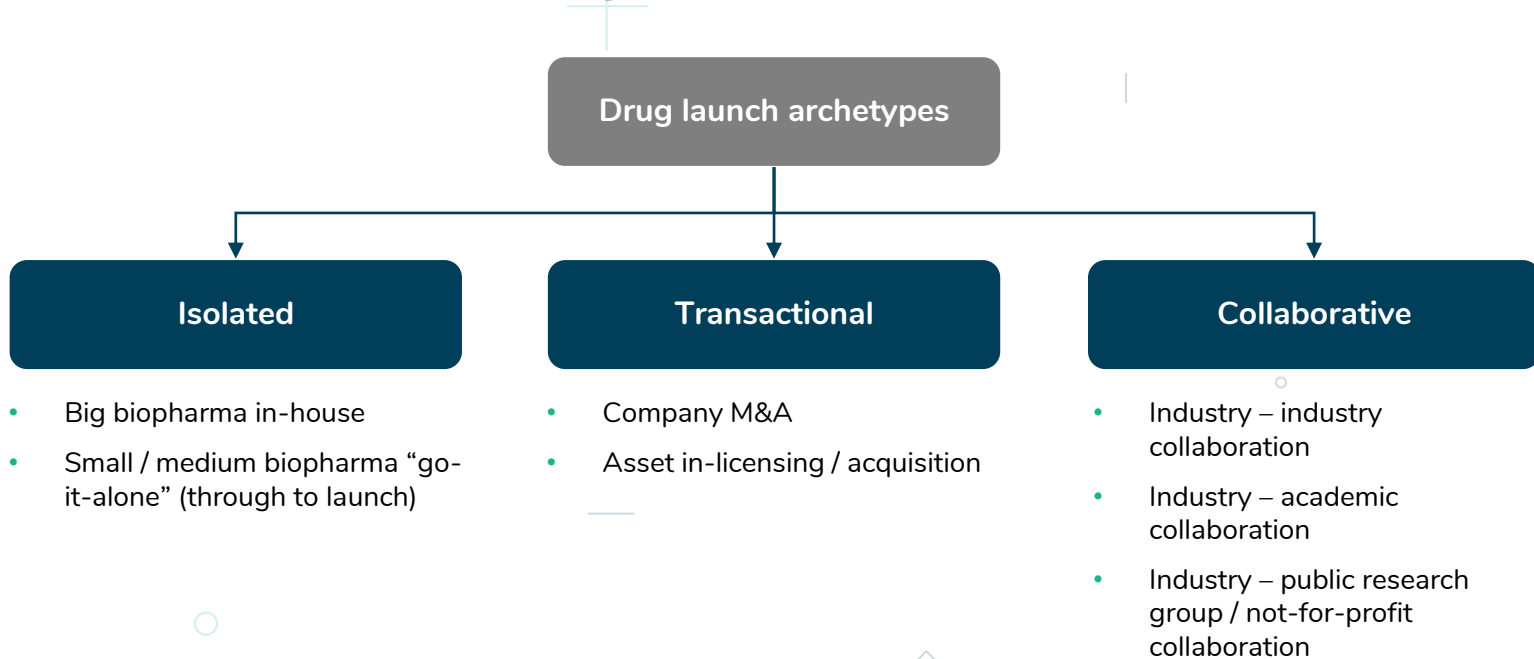 Drug launch archetypes
Isolated
Transactional
Collaborative
• Big biopharma in-house
• Small / medium biopharma “go-
it-alone” (through to launch)
• Company M&A
• Asset in-licensing / acquisition
• Industry – industry
collaboration
• Industry – academic
collaboration
• Industry – public research
group / not-for-profit
collaboration